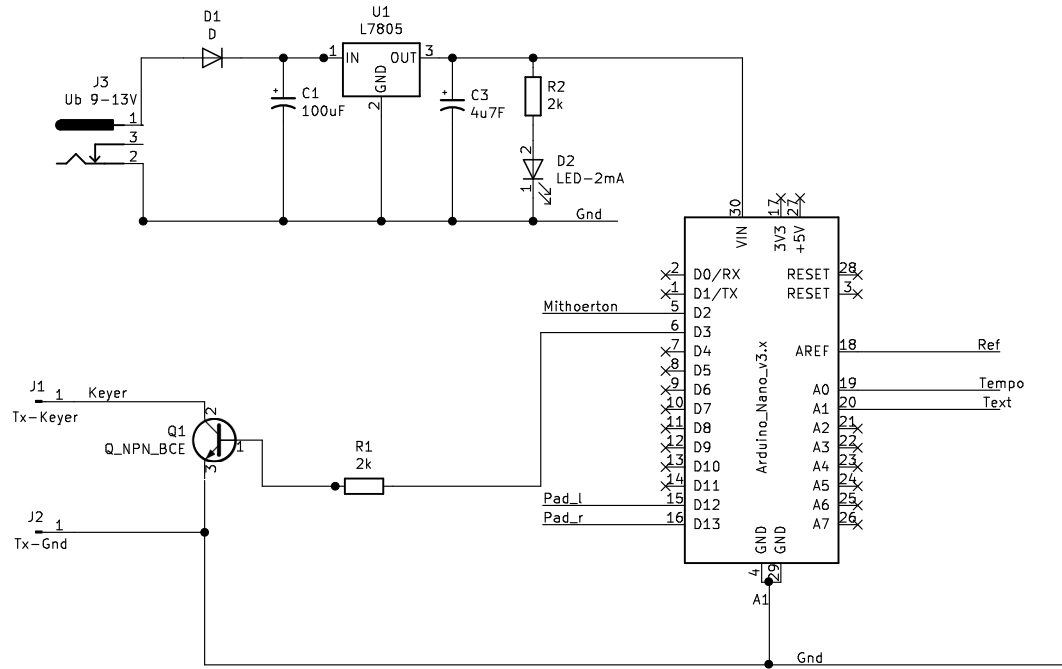 D1
D
U1
L7805
1 IN OUT 3
GND
2
J3
Ub 9-13V
1
3
2
+
C1
100uF
+
C3
4u7F
R2
2k
2
1
D2
LED-2mA
Gnd
30
17
27
VIN
3V3
+5V
2 D0/RX RESET 28
1 D1/TX RESET 3
Mithoerton 5 D2
6 D3
7 D4 AREF 18 Ref
8 D5
9 D6 A0 19 Tempo
10 D7 A1 20 Text
11 D8 A2 21
12 D9 A3 22
13 D10 A4 23
14 D11 A5 24
Pad_l 15 D12 A6 25
Pad_r 16 D13 A7 26
Arduino_Nano_v3.x
GND
GND
4
29
A1
J1
1
Keyer
Tx-Keyer
Q1
Q_NPN_BCE
2
1
3
R1
2k
J2
1
Tx-Gnd
Gnd